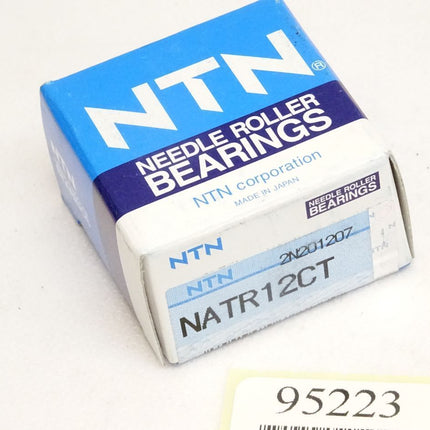 NTN®
NEEDLE ROLLER
BEARINGS
NTN corporation
MADE IN JAPAN
NEEDLE ROLLER
BEARINGS
NTN
NTN
2N201207
NATR12CT
95223